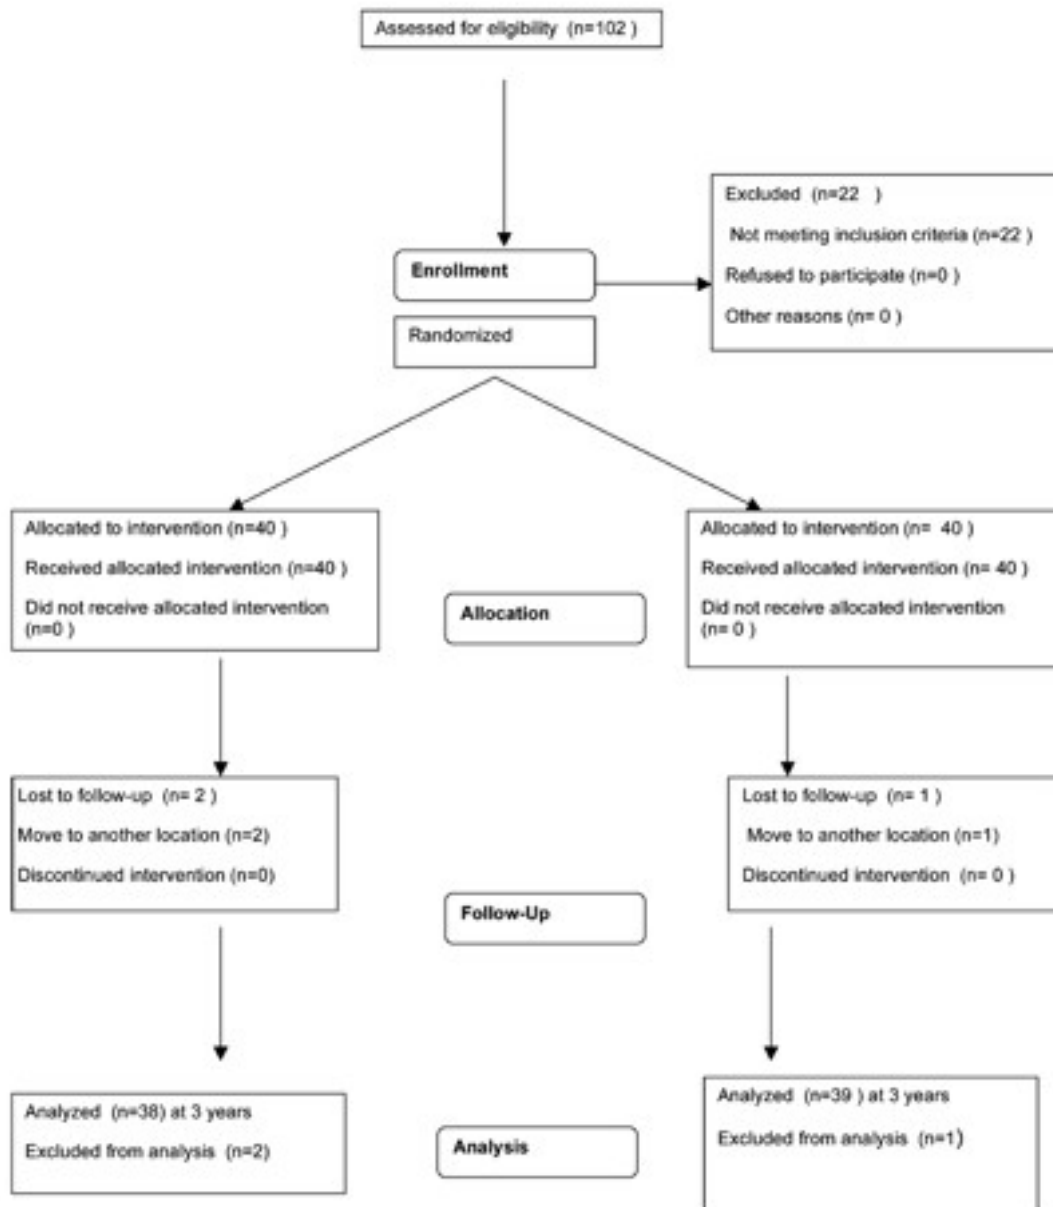 Assessed for eligibility (n=102 )
Excluded (n=22 )
Not meeting inclusion criteria (n=22 )
Refused to participate (n=0 )
Other reasons (n= 0 )
Enrollment
Randomized
Allocated to intervention (n=40 )
Received allocated intervention (n=40 )
Did not receive allocated intervention
(n=0 )
Allocated to intervention (n= 40 )
Received allocated intervention (n= 40 )
Did not receive allocated intervention
(n= 0 )
Allocation
Lost to follow-up (n= 2 )
Move to another location (n=2)
Discontinued intervention (n=0)
Lost to follow-up (n= 1 )
Move to another location (n=1)
Discontinued intervention (n= 0 )
Follow-Up
Analyzed (n=38) at 3 years
Excluded from analysis (n=2)
Analyzed (n=39 ) at 3 years
Excluded from analysis (n=1)
Analysis